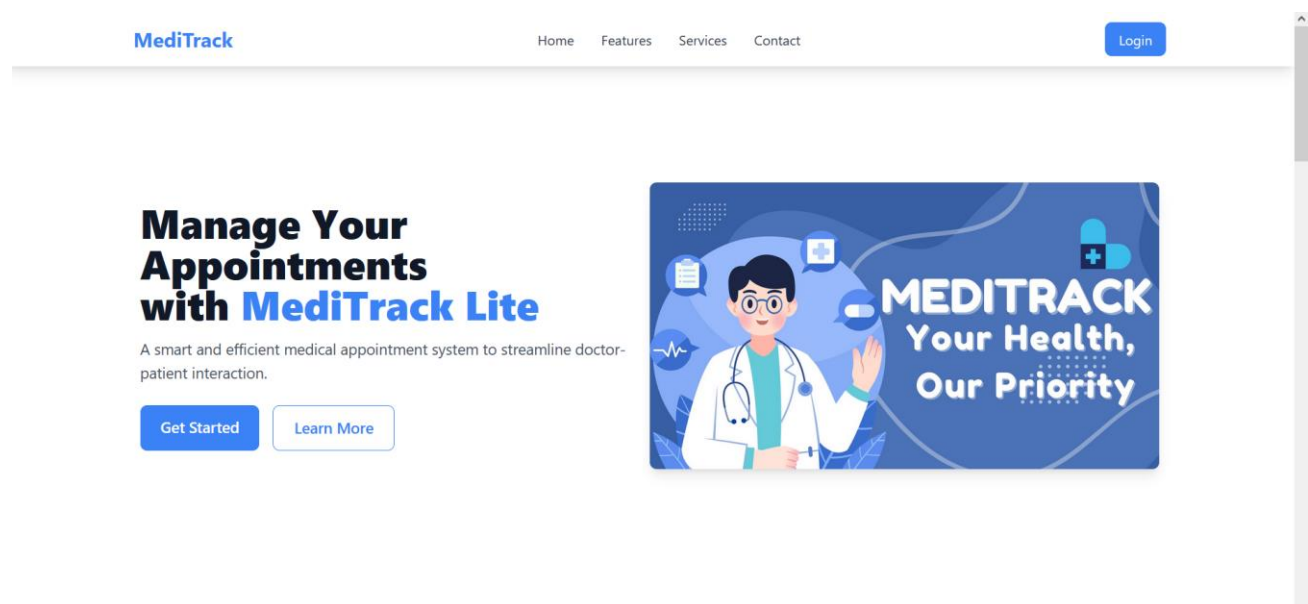 MediTrack
Home Features Services Contact
Login
Manage Your
Appointments
with MediTrack Lite
A smart and efficient medical appointment system to streamline doctor-
patient interaction.
Get Started
Learn More
MEDITRACK
Your Health,
Our Priority